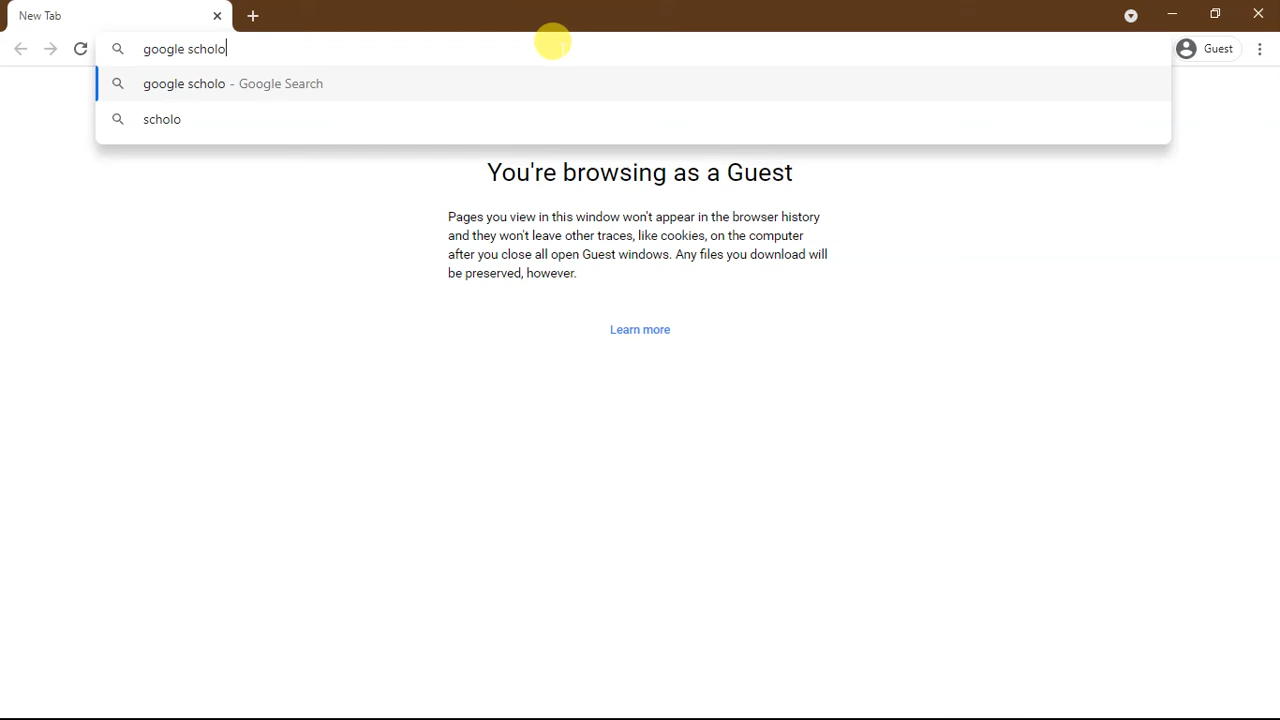 New Tab
google scholo
Guest
google scholo - Google Search
scholo
You're browsing as a Guest
Pages you view in this window won't appear in the browser history
and they won't leave other traces, like cookies, on the computer
after you close all open Guest windows. Any files you download will
be preserved, however.
Learn more